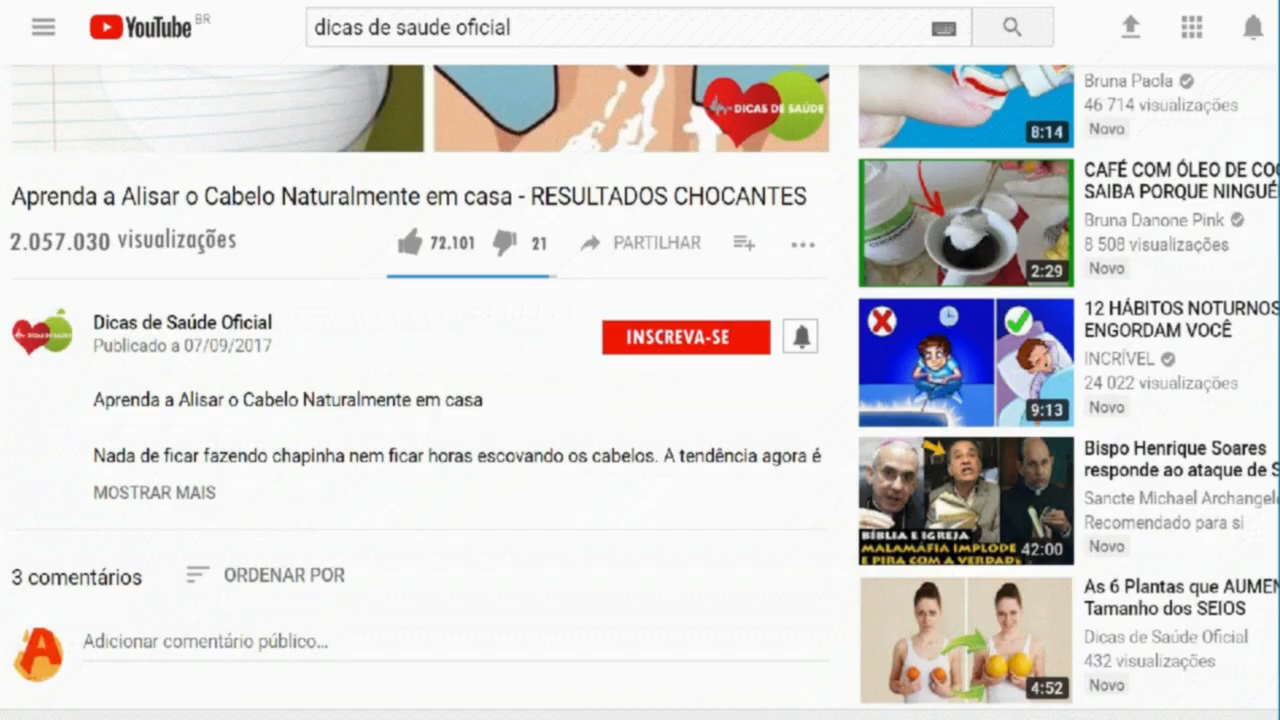 YouTube BR
dicas de saude oficial
DICAS DE SAÚDE
Aprenda a Alisar o Cabelo Naturalmente em casa - RESULTADOS CHOCANTES
2.057.030 visualizações
72.101
21
PARTILHAR
Dicas de Saúde Oficial
Publicado a 07/09/2017
INSCREVA-SE
Aprenda a Alisar o Cabelo Naturalmente em casa
Nada de ficar fazendo chapinha nem ficar horas escovando os cabelos. A tendência agora é
MOSTRAR MAIS
3 comentários
ORDENAR POR
A
Adicionar comentário público...
8:14
Bruna Paola
46 714 visualizações
Novo
2:29
CAFÉ COM ÓLEO DE COC
SAIBA PORQUE NINGUÉ
Bruna Danone Pink
8 508 visualizações
Novo
9:13
12 HÁBITOS NOTURNOS
ENGORDAM VOCÊ
INCRÍVEL
24 022 visualizações
Novo
BÍBLIA E IGREJA
MALAMÁFIA IMPLODE
E PIRA COM A VERDADE
42:00
Bispo Henrique Soares
responde ao ataque de S
Sancte Michael Archangel
Recomendado para si
Novo
4:52
As 6 Plantas que AUMEN
Tamanho dos SEIOS
Dicas de Saúde Oficial
432 visualizações
Novo